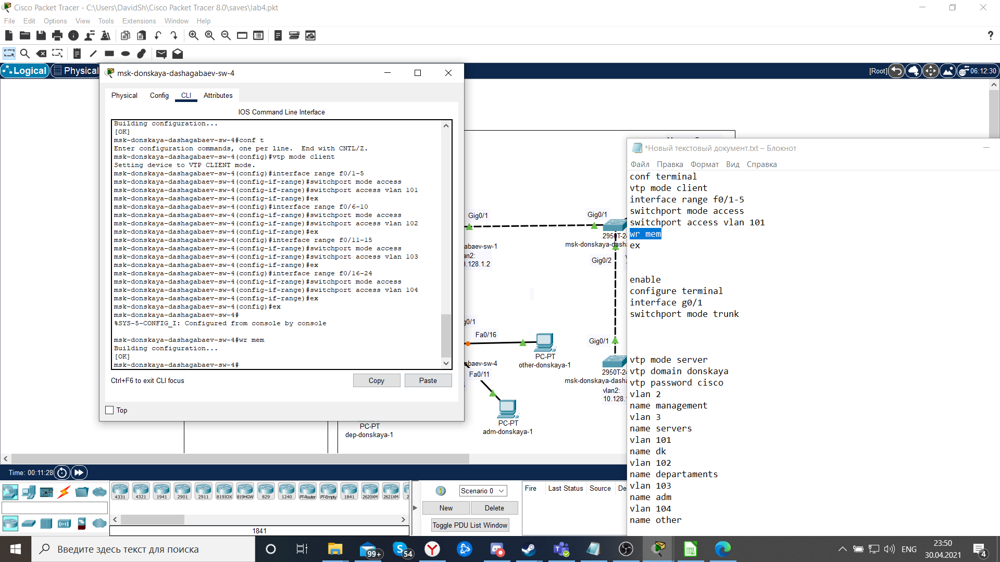 Cisco Packet Tracer - C:\Users\DavidSh\Cisco Packet Tracer 8.0\saves\lab4.pkt
File Edit Options View Tools Extensions Window Help
Logical Physical
[Root] 06:12:30
msk-donskaya-dashagabaev-sw-4
Physical Config CLI Attributes
IOS Command Line Interface
Building configuration...
[OK]
msk-donskaya-dashagabaev-sw-4#conf t
Enter configuration commands, one per line. End with CNTL/Z.
msk-donskaya-dashagabaev-sw-4(config)#vtp mode client
Setting device to VTP CLIENT mode.
msk-donskaya-dashagabaev-sw-4(config)#interface range f0/1-5
msk-donskaya-dashagabaev-sw-4(config-if-range)#switchport mode access
msk-donskaya-dashagabaev-sw-4(config-if-range)#switchport access vlan 101
msk-donskaya-dashagabaev-sw-4(config-if-range)#ex
msk-donskaya-dashagabaev-sw-4(config)#interface range f0/6-10
msk-donskaya-dashagabaev-sw-4(config-if-range)#switchport mode access
msk-donskaya-dashagabaev-sw-4(config-if-range)#switchport access vlan 102
msk-donskaya-dashagabaev-sw-4(config-if-range)#ex
msk-donskaya-dashagabaev-sw-4(config)#interface range f0/11-15
msk-donskaya-dashagabaev-sw-4(config-if-range)#switchport mode access
msk-donskaya-dashagabaev-sw-4(config-if-range)#switchport access vlan 103
msk-donskaya-dashagabaev-sw-4(config-if-range)#ex
msk-donskaya-dashagabaev-sw-4(config)#interface range f0/16-24
msk-donskaya-dashagabaev-sw-4(config-if-range)#switchport mode access
msk-donskaya-dashagabaev-sw-4(config-if-range)#switchport access vlan 104
msk-donskaya-dashagabaev-sw-4(config-if-range)#ex
msk-donskaya-dashagabaev-sw-4(config)#ex
msk-donskaya-dashagabaev-sw-4#
%SYS-5-CONFIG_I: Configured from console by console
msk-donskaya-dashagabaev-sw-4#wr mem
Building configuration...
[OK]
msk-donskaya-dashagabaev-sw-4#
Ctrl+F6 to exit CLI focus
Copy Paste
Top
Gig0/1
Gig0/1
2950T-24
abaev-sw-1
msk-donskaya-dasha
an2:
Gig0/2
0.128.1.2
g0/1
Fa0/16
Gig0/1
PC-PT
other-donskaya-1
abaev-sw-4
Fa0/11
2950T-24
msk-donskaya-dasha
vlan2:
10.128.1
PC-PT
adm-donskaya-1
PC-PT
dep-donskaya-1
*Новый текстовый документ.txt – Блокнот
Файл Правка Формат Вид Справка
conf terminal
vtp mode client
interface range f0/1-5
switchport mode access
switchport access vlan 101
wr mem
ex
enable
configure terminal
interface g0/1
switchport mode trunk
vtp mode server
vtp domain donskaya
vtp password cisco
vlan 2
name management
vlan 3
name servers
vlan 101
name dk
vlan 102
name departaments
vlan 103
name adm
vlan 104
name other
Time: 00:11:28
4331 4321 1941 2901 2911 819IOX 819HGW 829 1240 PT-Router PT-Empty 1841 2620XM 2621XM 2
1841
Scenario 0
New Delete
Toggle PDU List Window
Fire Last Status Source De
Введите здесь текст для поиска
99+
54
ENG
23:50
30.04.2021
4